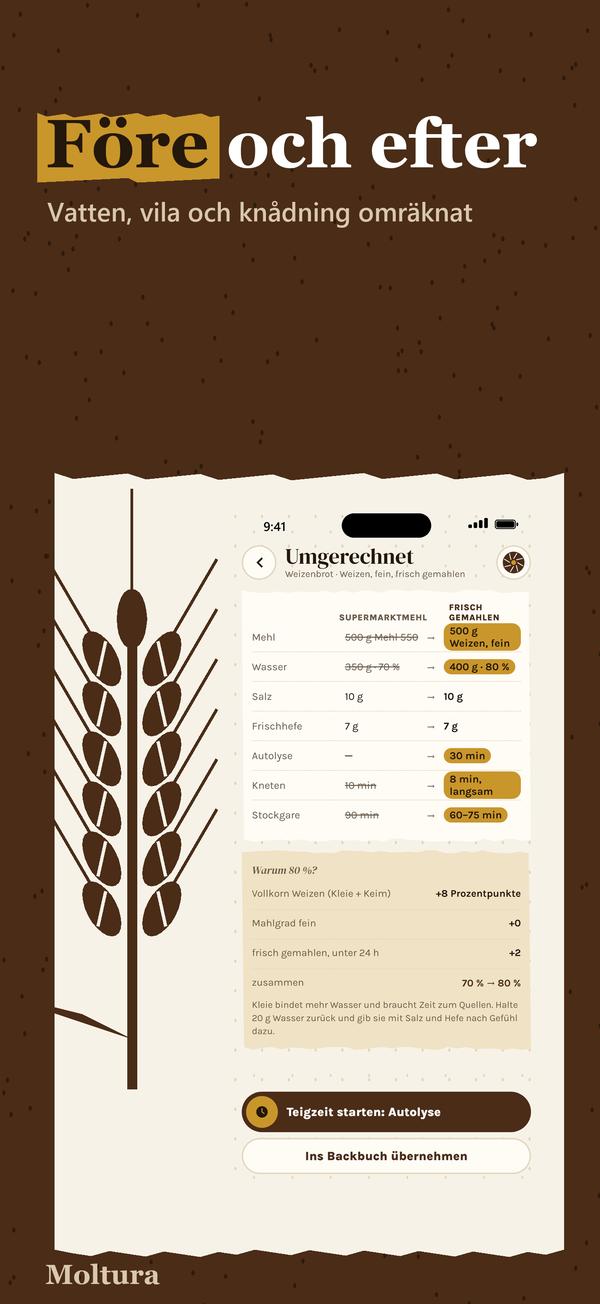 Före och efter
Vatten, vila och knådning omräknat
9:41
Umgerechnet
Weizenbrot · Weizen, fein, frisch gemahlen
SUPERMARKTMEHL FRISCH GEMAHLEN
Mehl 500 g Mehl 550 → 500 g Weizen, fein
Wasser 350 g · 70 % → 400 g · 80 %
Salz 10 g → 10 g
Frischhefe 7 g → 7 g
Autolyse — → 30 min
Kneten 10 min → 8 min, langsam
Stockgare 90 min → 60–75 min
Warum 80 %?
Vollkorn Weizen (Kleie + Keim) +8 Prozentpunkte
Mahlgrad fein +0
frisch gemahlen, unter 24 h +2
zusammen 70 % → 80 %
Kleie bindet mehr Wasser und braucht Zeit zum Quellen. Halte
20 g Wasser zurück und gib sie mit Salz und Hefe nach Gefühl
dazu.
Teigzeit starten: Autolyse
Ins Backbuch übernehmen
Moltura